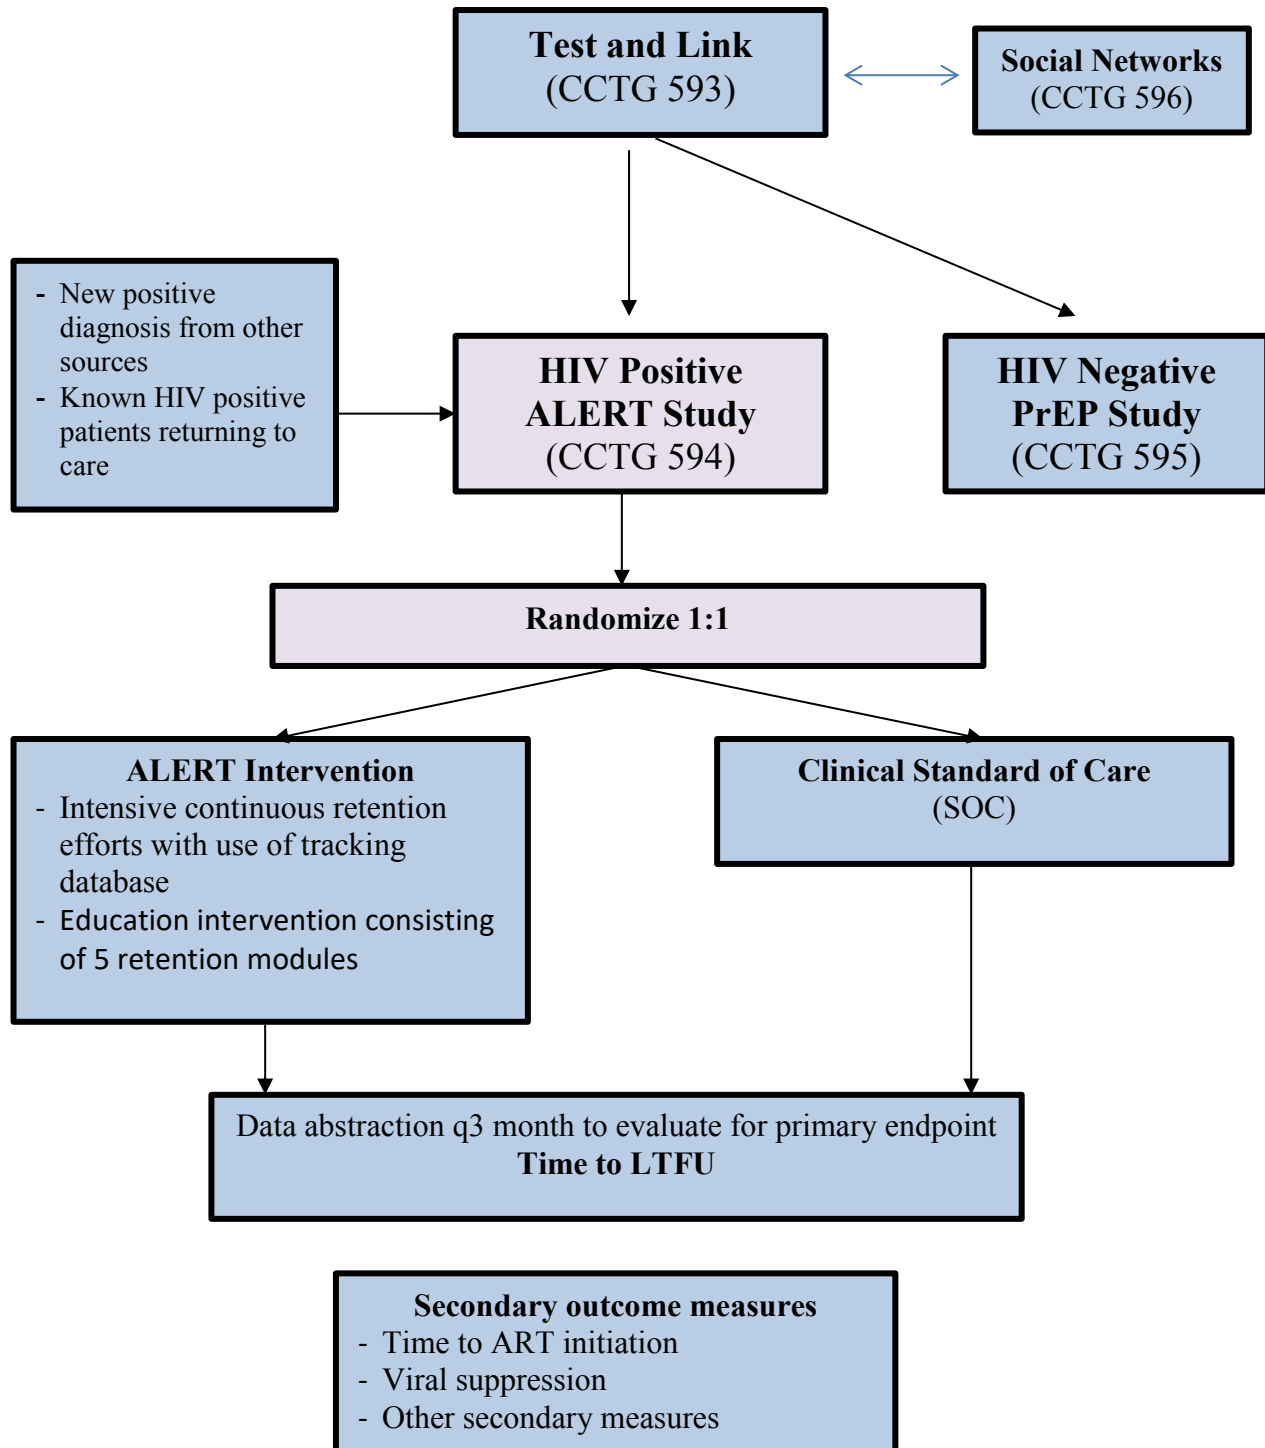 Test and Link
(CCTG 593)
Social Networks
(CCTG 596)
- New positive
diagnosis from other
sources
- Known HIV positive
patients returning to
care
HIV Positive
ALERT Study
(CCTG 594)
HIV Negative
PrEP Study
(CCTG 595)
Randomize 1:1
ALERT Intervention
- Intensive continuous retention
efforts with use of tracking
database
- Education intervention consisting
of 5 retention modules
Clinical Standard of Care
(SOC)
Data abstraction q3 month to evaluate for primary endpoint
Time to LTFU
Secondary outcome measures
- Time to ART initiation
- Viral suppression
- Other secondary measures